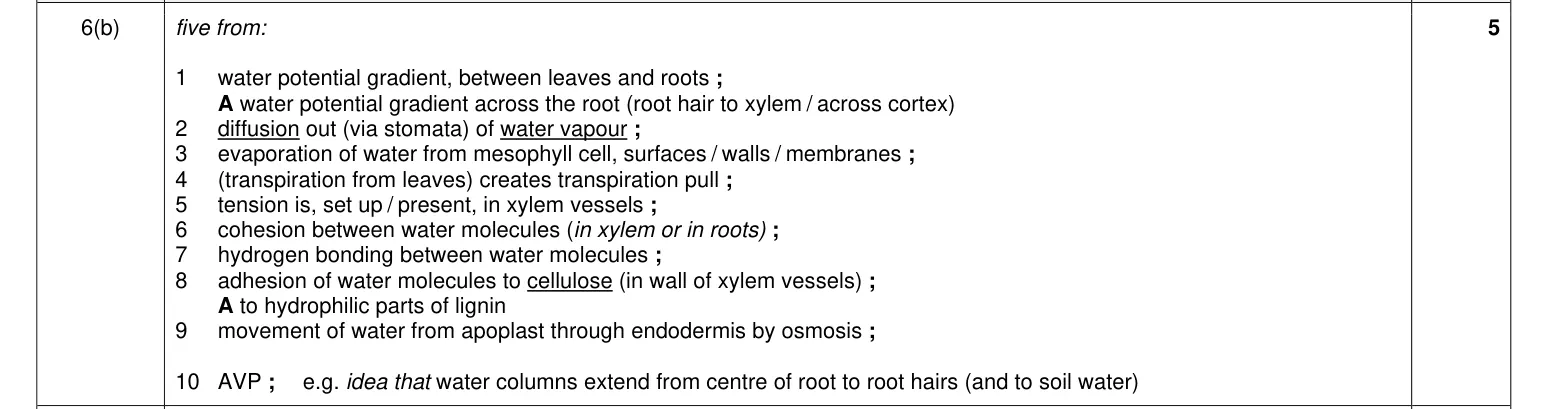 6(b) five from: 5
1 water potential gradient, between leaves and roots ;
A water potential gradient across the root (root hair to xylem / across cortex)
2 diffusion out (via stomata) of water vapour ;
3 evaporation of water from mesophyll cell, surfaces / walls / membranes ;
4 (transpiration from leaves) creates transpiration pull ;
5 tension is, set up / present, in xylem vessels ;
6 cohesion between water molecules (in xylem or in roots) ;
7 hydrogen bonding between water molecules ;
8 adhesion of water molecules to cellulose (in wall of xylem vessels) ;
A to hydrophilic parts of lignin
9 movement of water from apoplast through endodermis by osmosis ;
10 AVP ; e.g. idea that water columns extend from centre of root to root hairs (and to soil water)